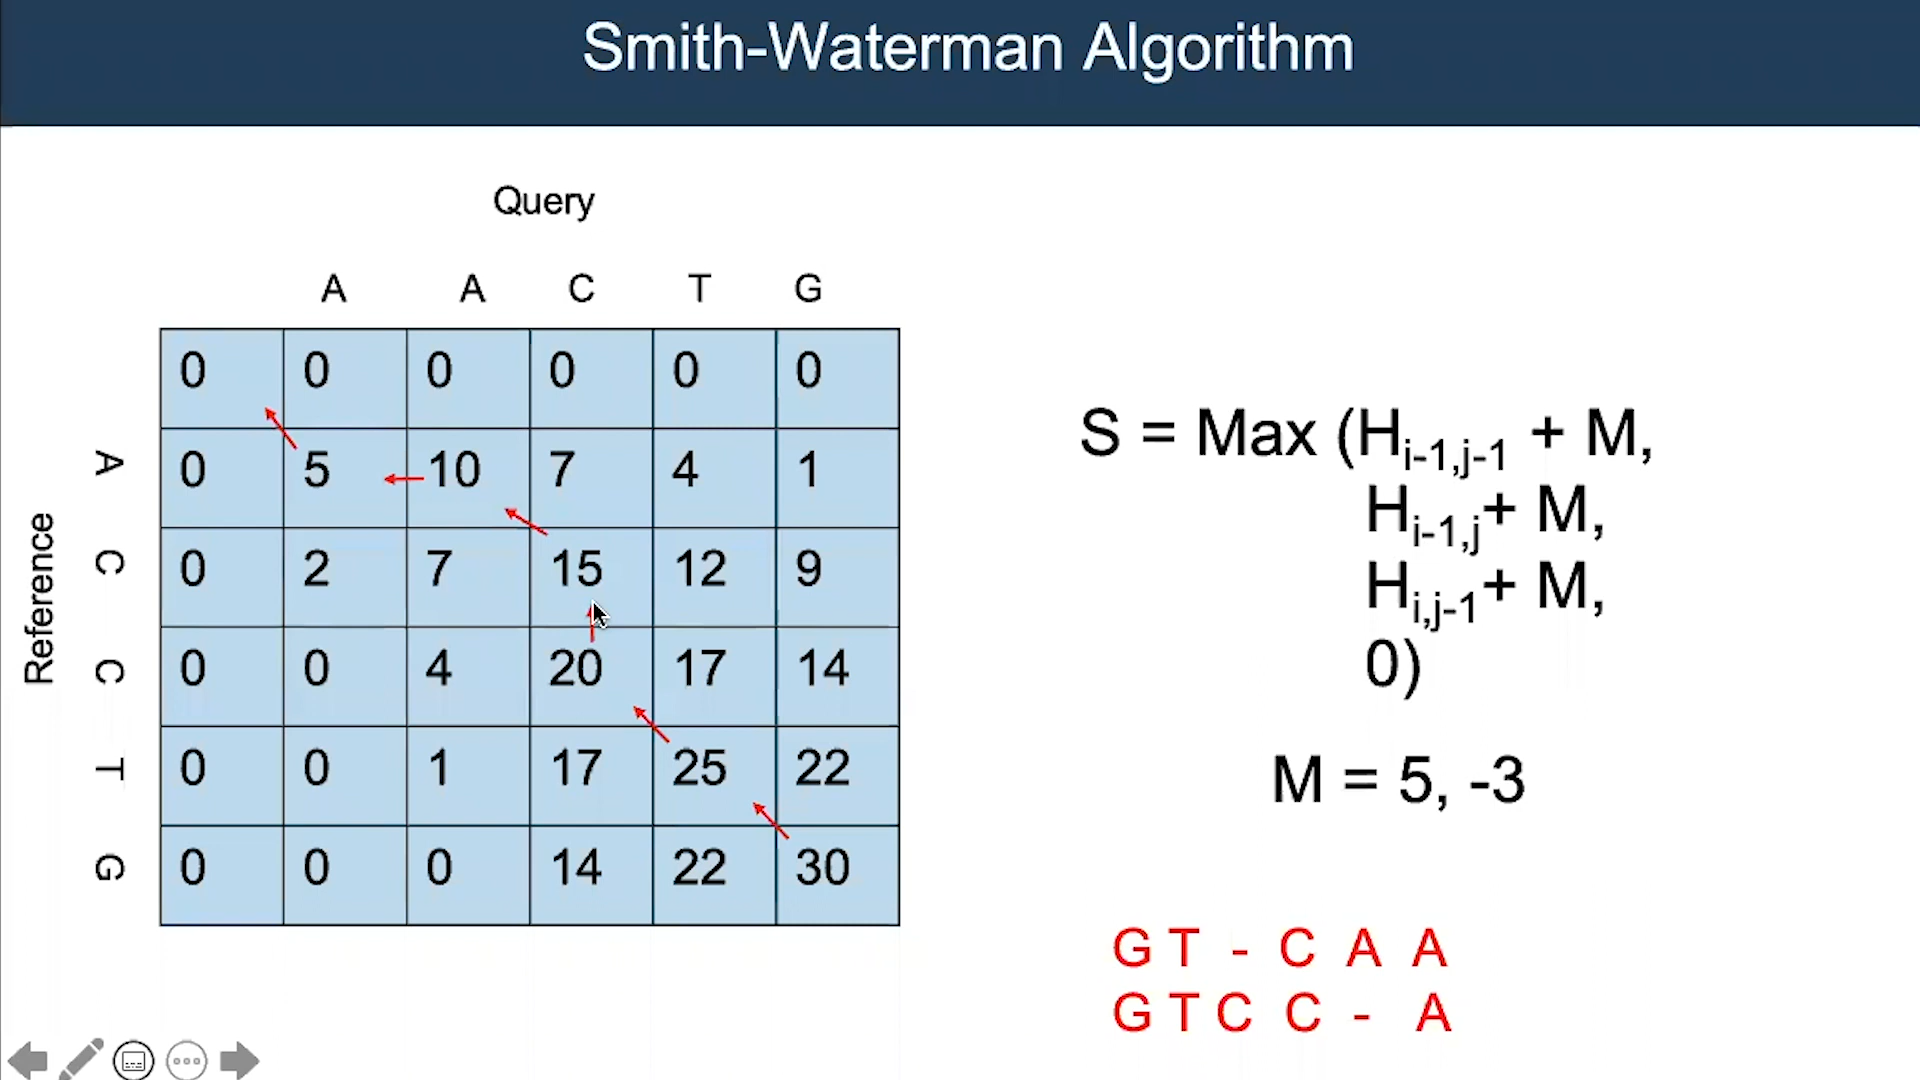 Smith-Waterman Algorithm
Query
A A C T G
0 0 0 0 0 0
A 0 5 10 7 4 1
C 0 2 7 15 12 9
C 0 0 4 20 17 14
T 0 0 1 17 25 22
G 0 0 0 14 22 30
Reference
S = Max (Hi-1,j-1 + M,
Hi-1,j+ M,
Hi,j-1+ M,
0)
M = 5, -3
G T - C A A
G T C C - A